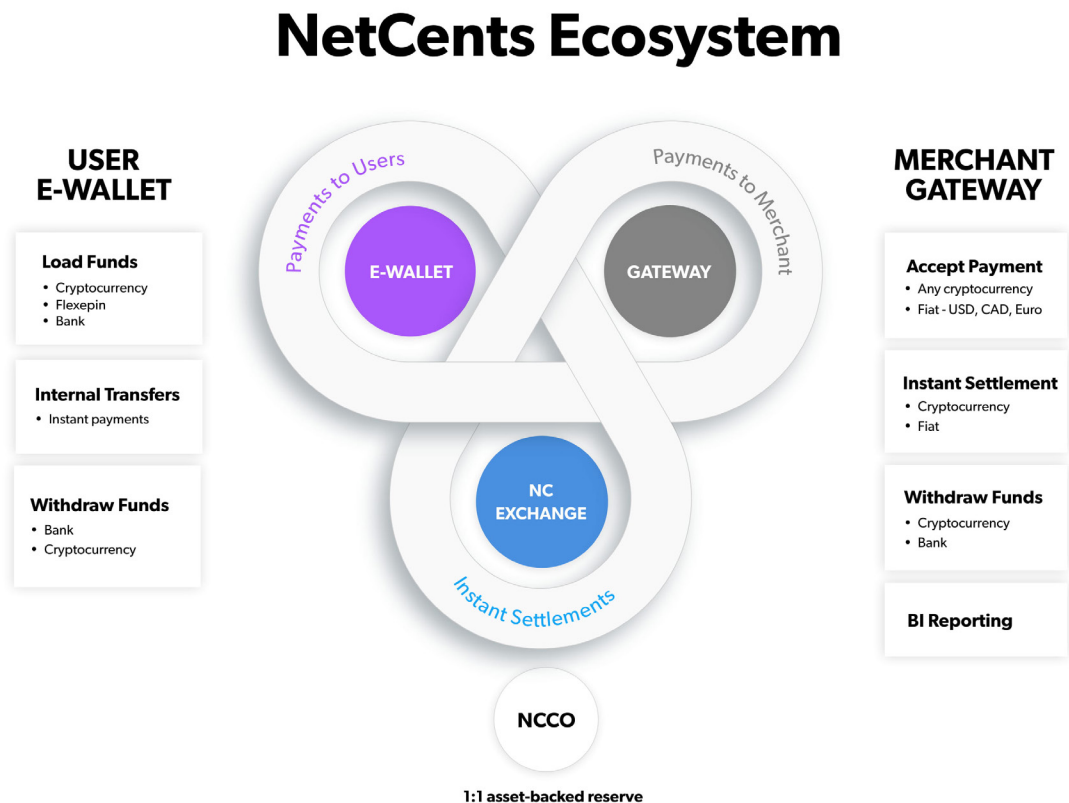 NetCents Ecosystem
USER
E-WALLET
Load Funds
• Cryptocurrency
• Flexepin
• Bank
Internal Transfers
• Instant payments
Withdraw Funds
• Bank
• Cryptocurrency
Payments to Users
E-WALLET
Payments to Merchant
GATEWAY
NC
EXCHANGE
Instant Settlements
NCCO
1:1 asset-backed reserve
MERCHANT
GATEWAY
Accept Payment
• Any cryptocurrency
• Fiat - USD, CAD, Euro
Instant Settlement
• Cryptocurrency
• Fiat
Withdraw Funds
• Cryptocurrency
• Bank
BI Reporting